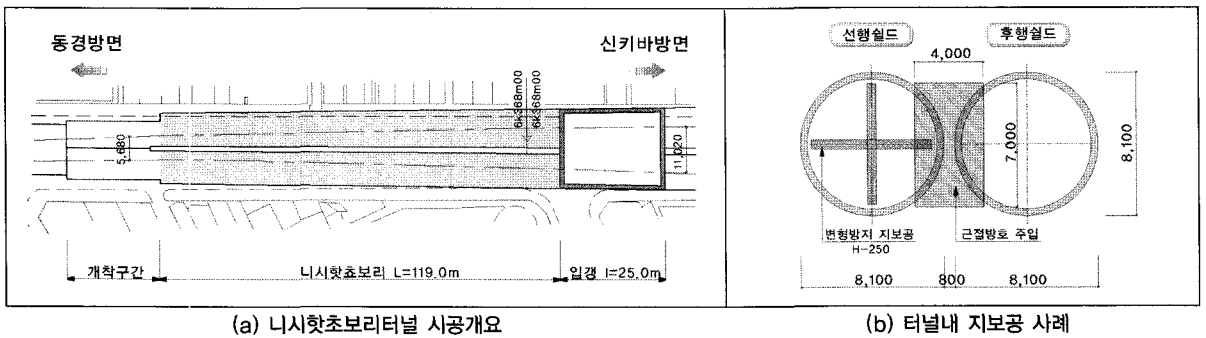 동경방면
신키바방면
6k368m00
6k368m00
5,680
11,020
개착구간
니시핫쵸보리 L=119.0m
입갱 l=25.0m
(a) 니시핫쵸보리터널 시공개요
선행쉴드
후행쉴드
4,000
7,000
8,100
변형방지 지보공
H-250
근접방호 주입
8,100
800
8,100
(b) 터널내 지보공 사례